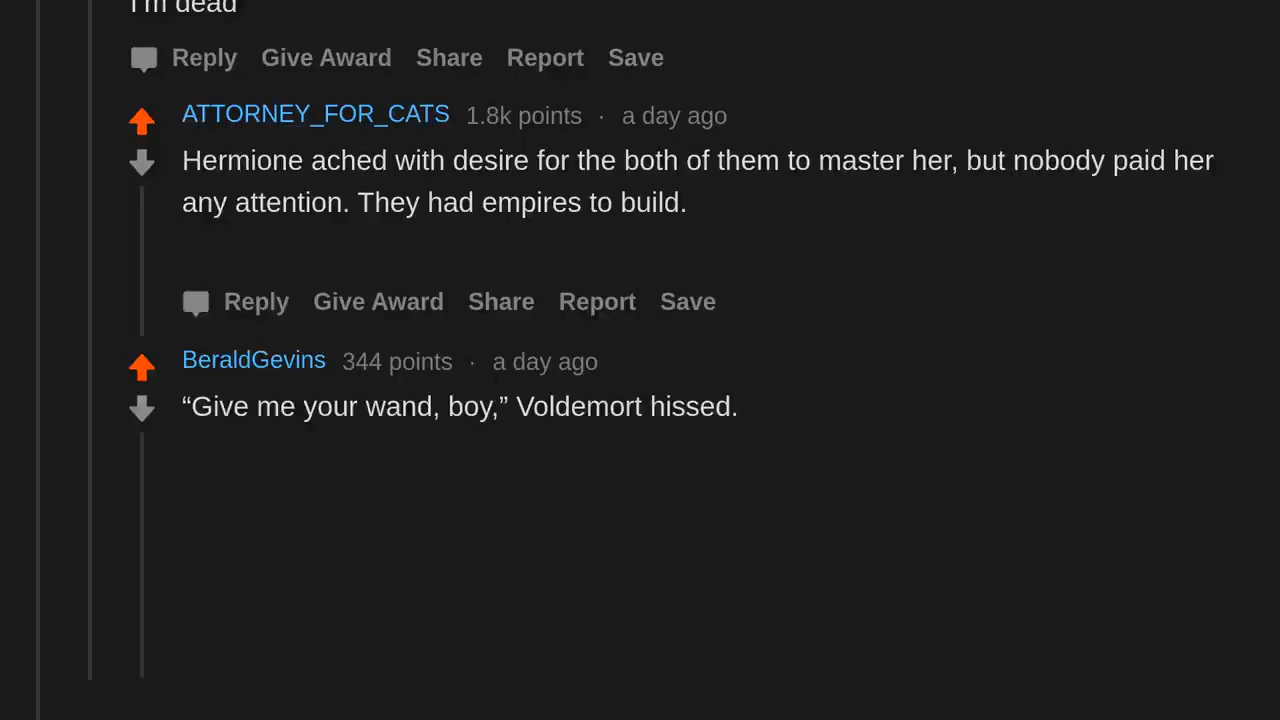 I'm dead
Reply Give Award Share Report Save
ATTORNEY_FOR_CATS 1.8k points · a day ago
Hermione ached with desire for the both of them to master her, but nobody paid her
any attention. They had empires to build.
Reply Give Award Share Report Save
BeraldGevins 344 points · a day ago
“Give me your wand, boy,” Voldemort hissed.